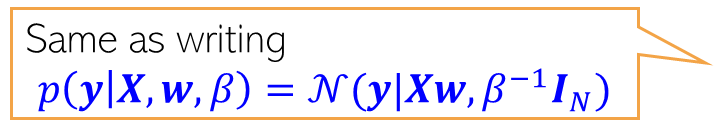 Same as writing
p(y|X, w, β) = 𝒩(y|Xw, β⁻¹I_N)